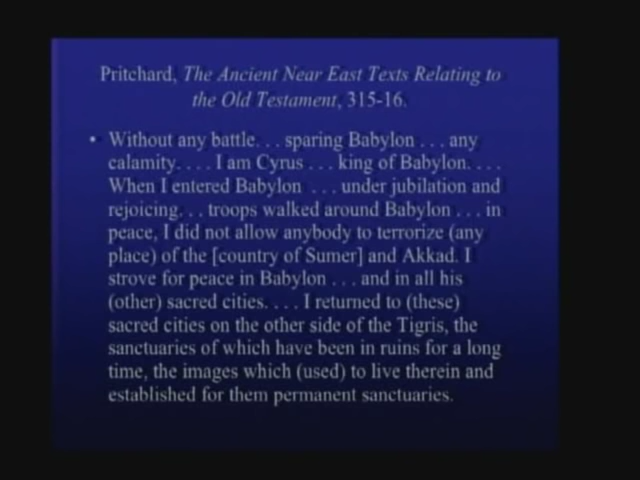 Pritchard, The Ancient Near East Texts Relating to
the Old Testament, 315-16.
• Without any battle. . . sparing Babylon . . . any
calamity. . . . I am Cyrus . . . king of Babylon. . . .
When I entered Babylon . . . under jubilation and
rejoicing. . . troops walked around Babylon . . . in
peace, I did not allow anybody to terrorize (any
place) of the [country of Sumer] and Akkad. I
strove for peace in Babylon . . . and in all his
(other) sacred cities. . . . I returned to (these)
sacred cities on the other side of the Tigris, the
sanctuaries of which have been in ruins for a long
time, the images which (used) to live therein and
established for them permanent sanctuaries.